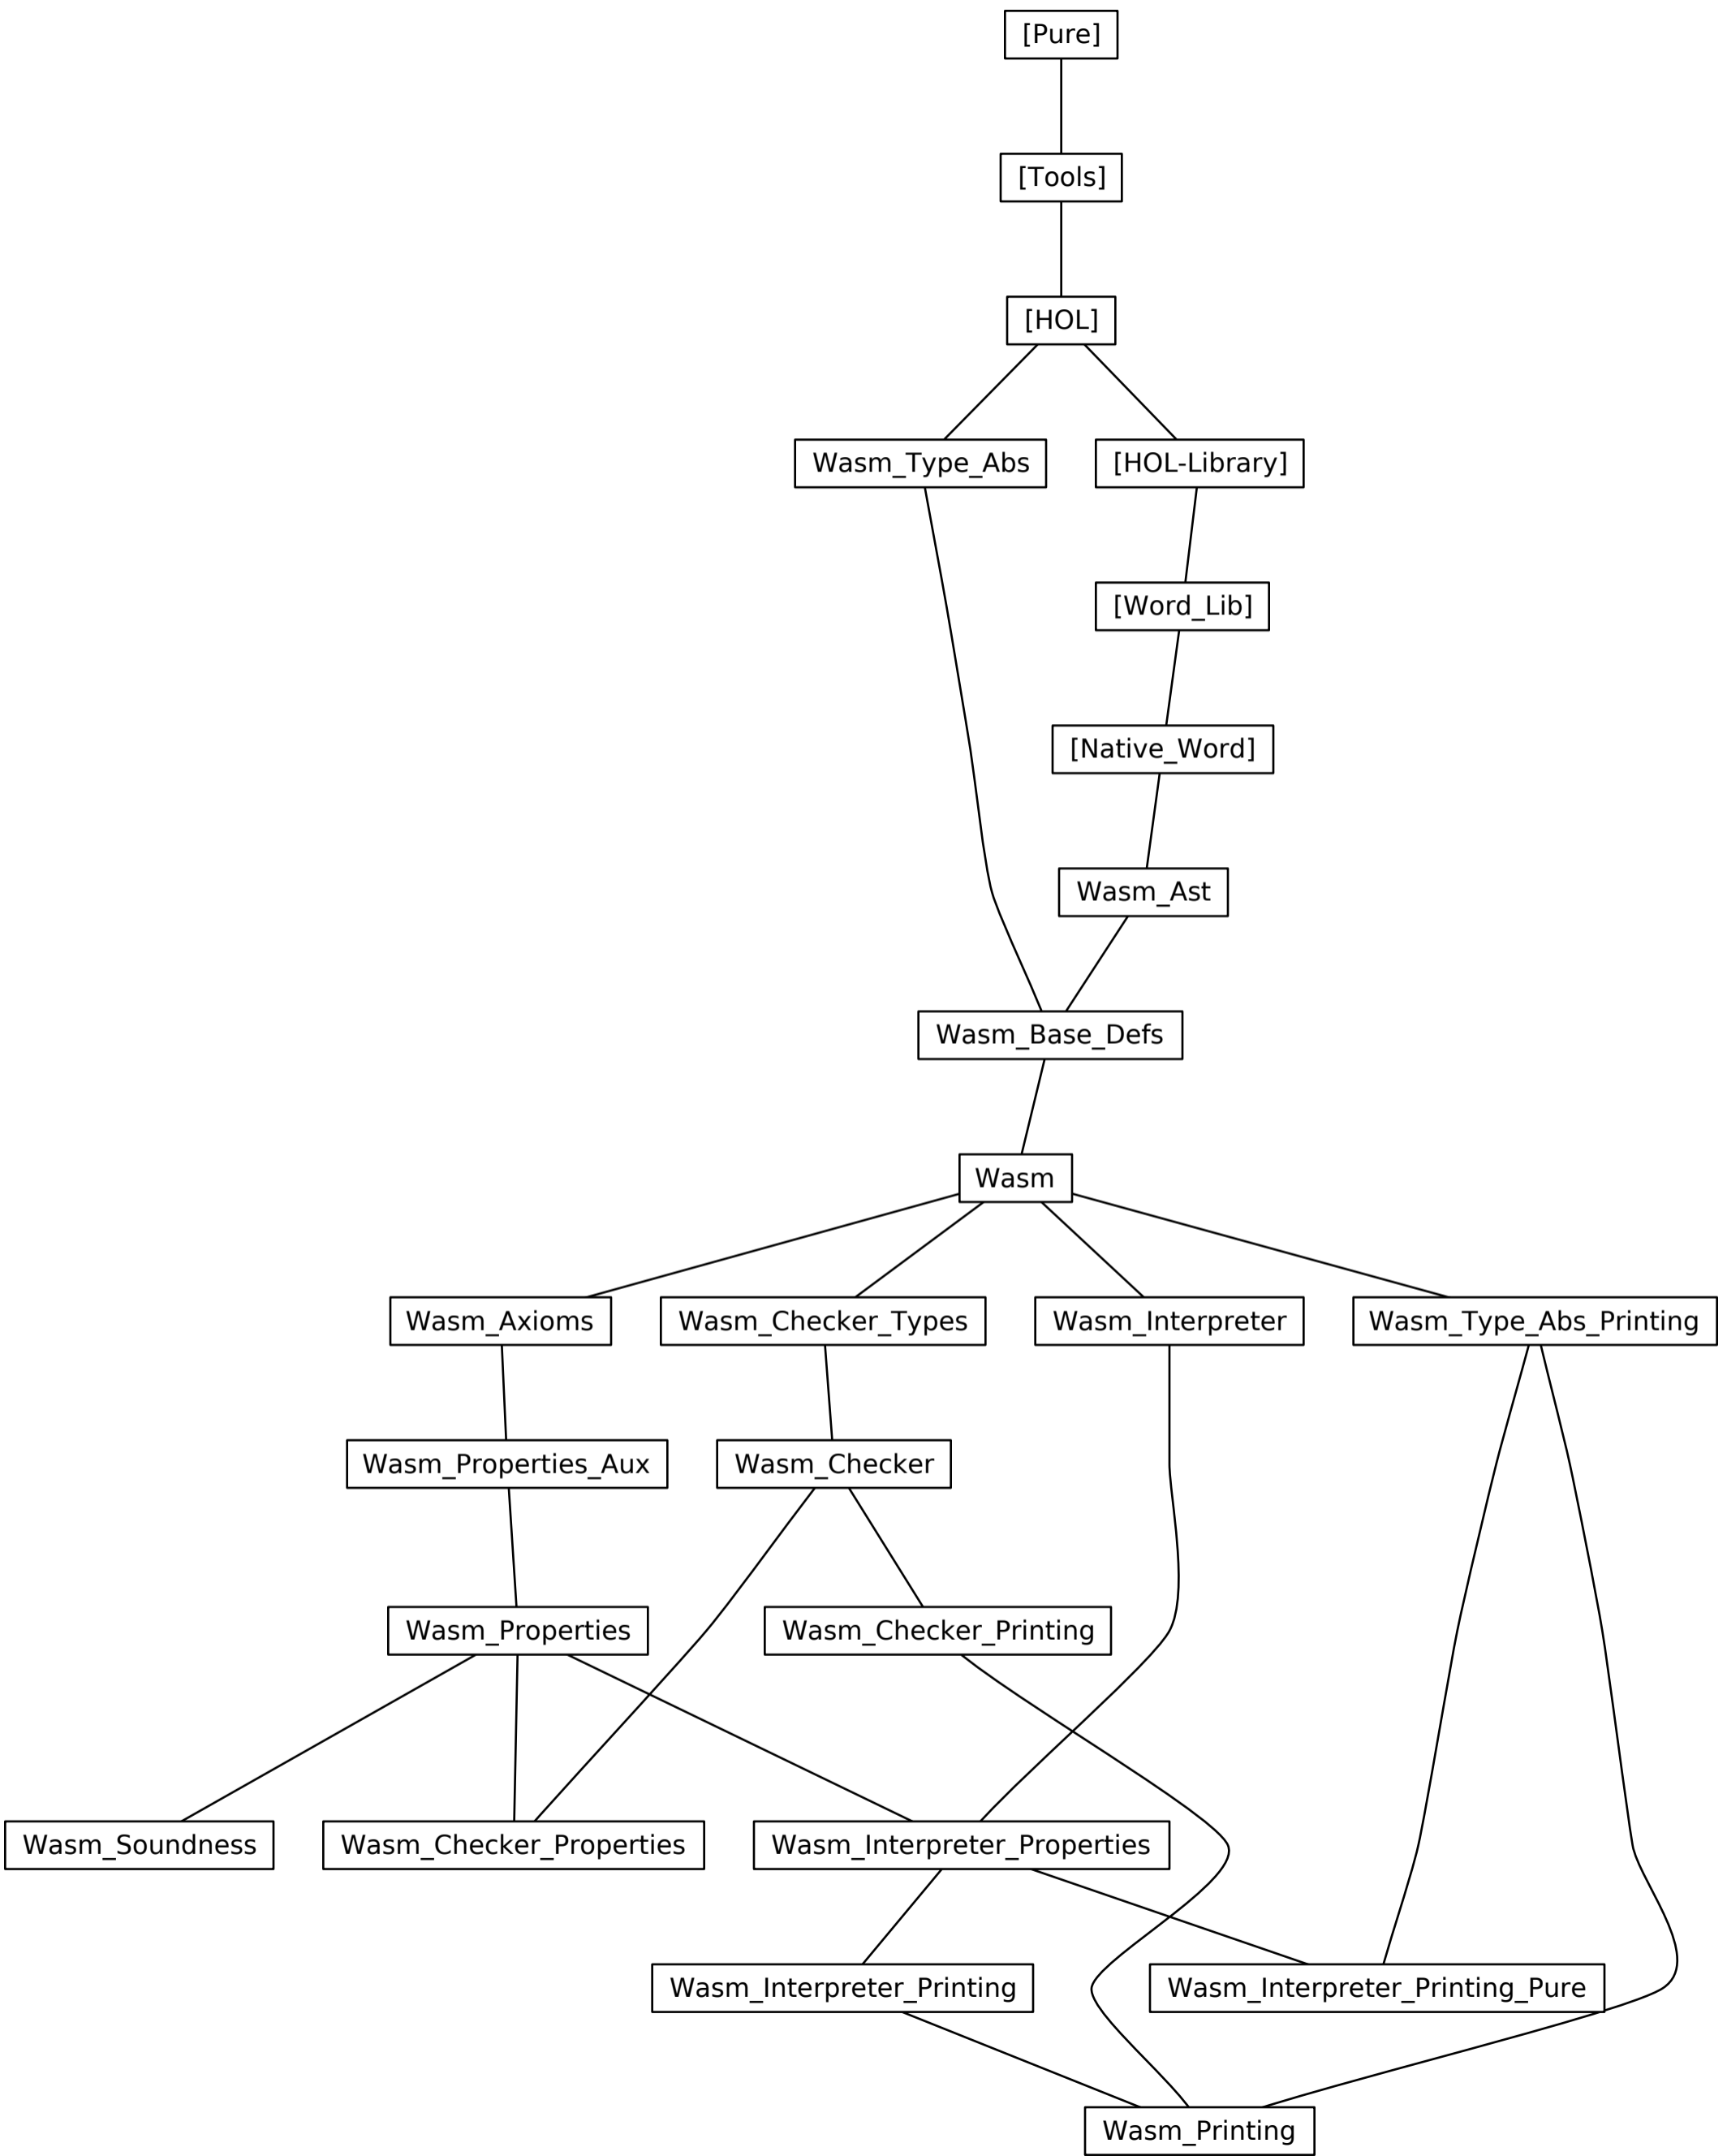 [Pure]
[Tools]
[HOL]
Wasm_Type_Abs
[HOL-Library]
[Word_Lib]
[Native_Word]
Wasm_Ast
Wasm_Base_Defs
Wasm
Wasm_Axioms
Wasm_Checker_Types
Wasm_Interpreter
Wasm_Type_Abs_Printing
Wasm_Properties_Aux
Wasm_Checker
Wasm_Properties
Wasm_Checker_Printing
Wasm_Soundness
Wasm_Checker_Properties
Wasm_Interpreter_Properties
Wasm_Interpreter_Printing
Wasm_Interpreter_Printing_Pure
Wasm_Printing